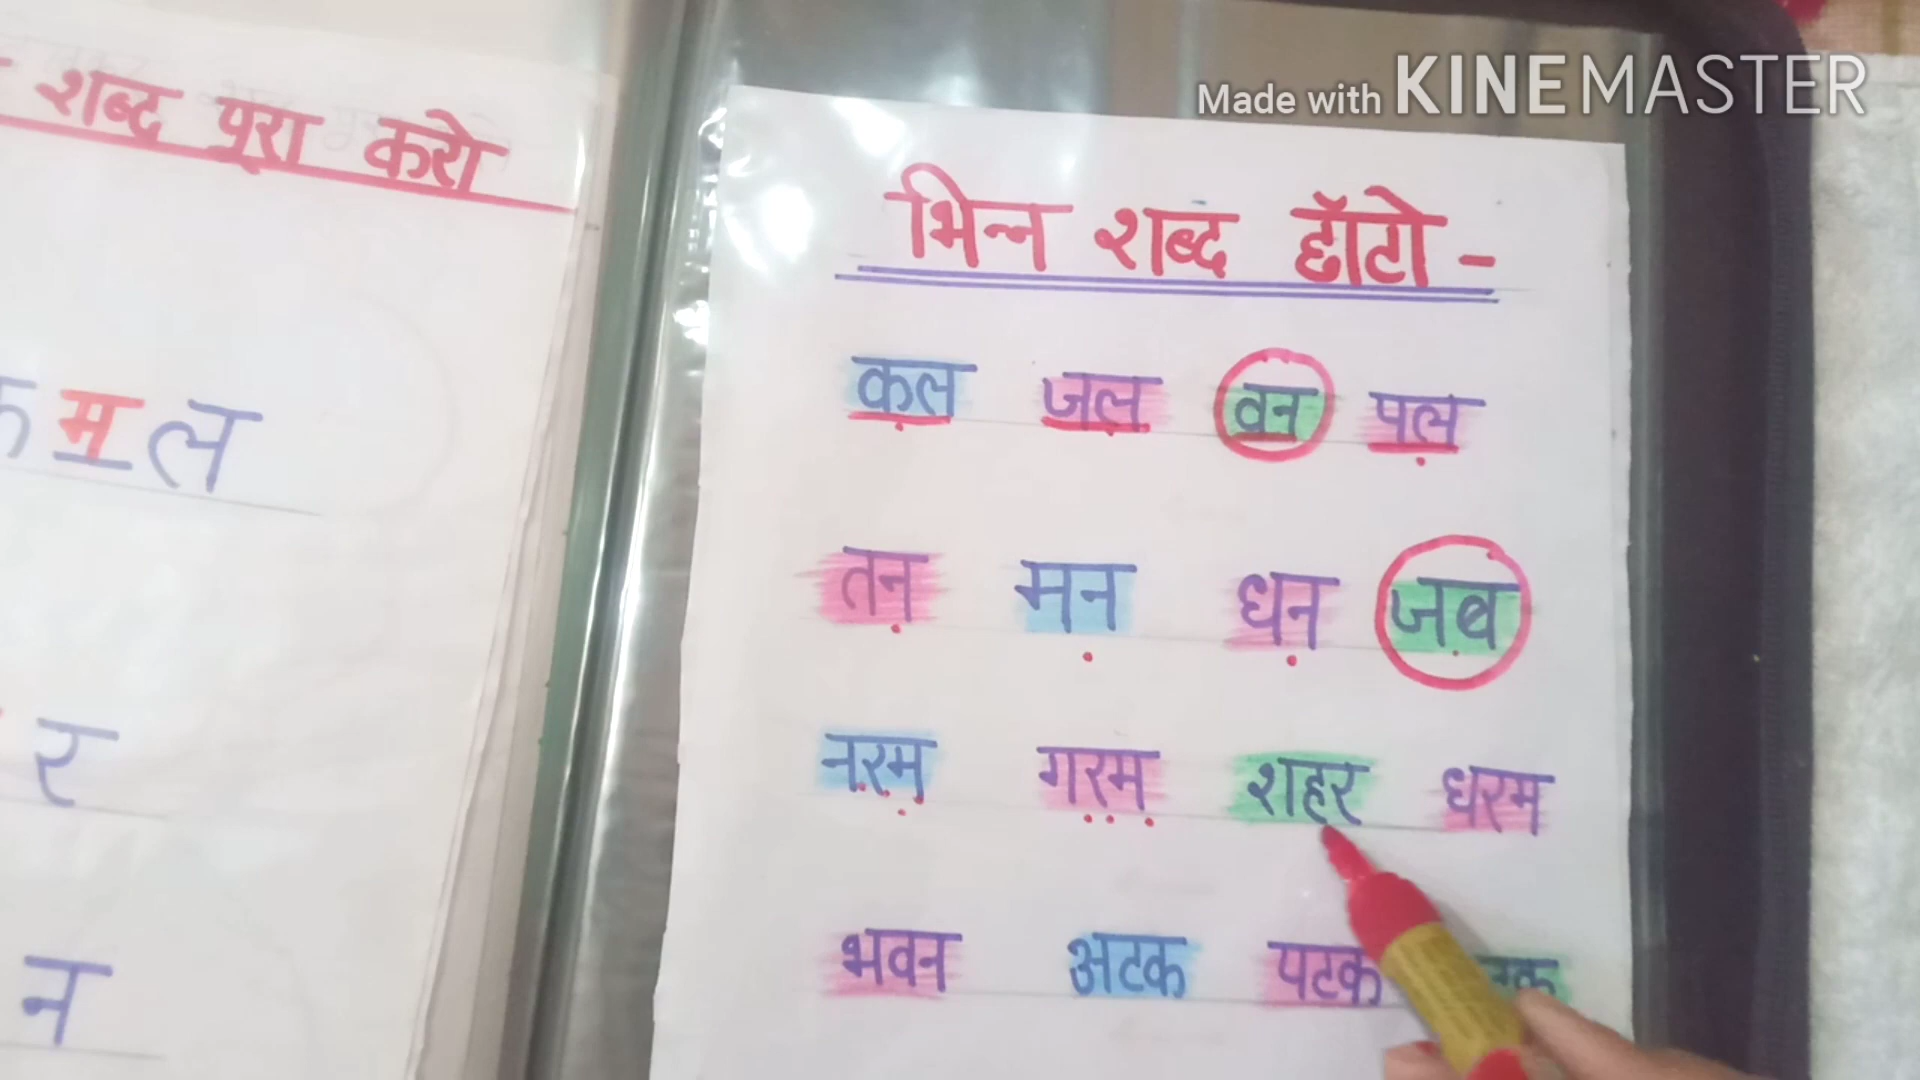 Made with KINEMASTER
शब्द पूरा करो
मल
र
न
भिन्न शब्द छाँटो -
कल जल वन पल
तन मन धन जब
नरम गरम शहर धरम
भवन अटक पटक